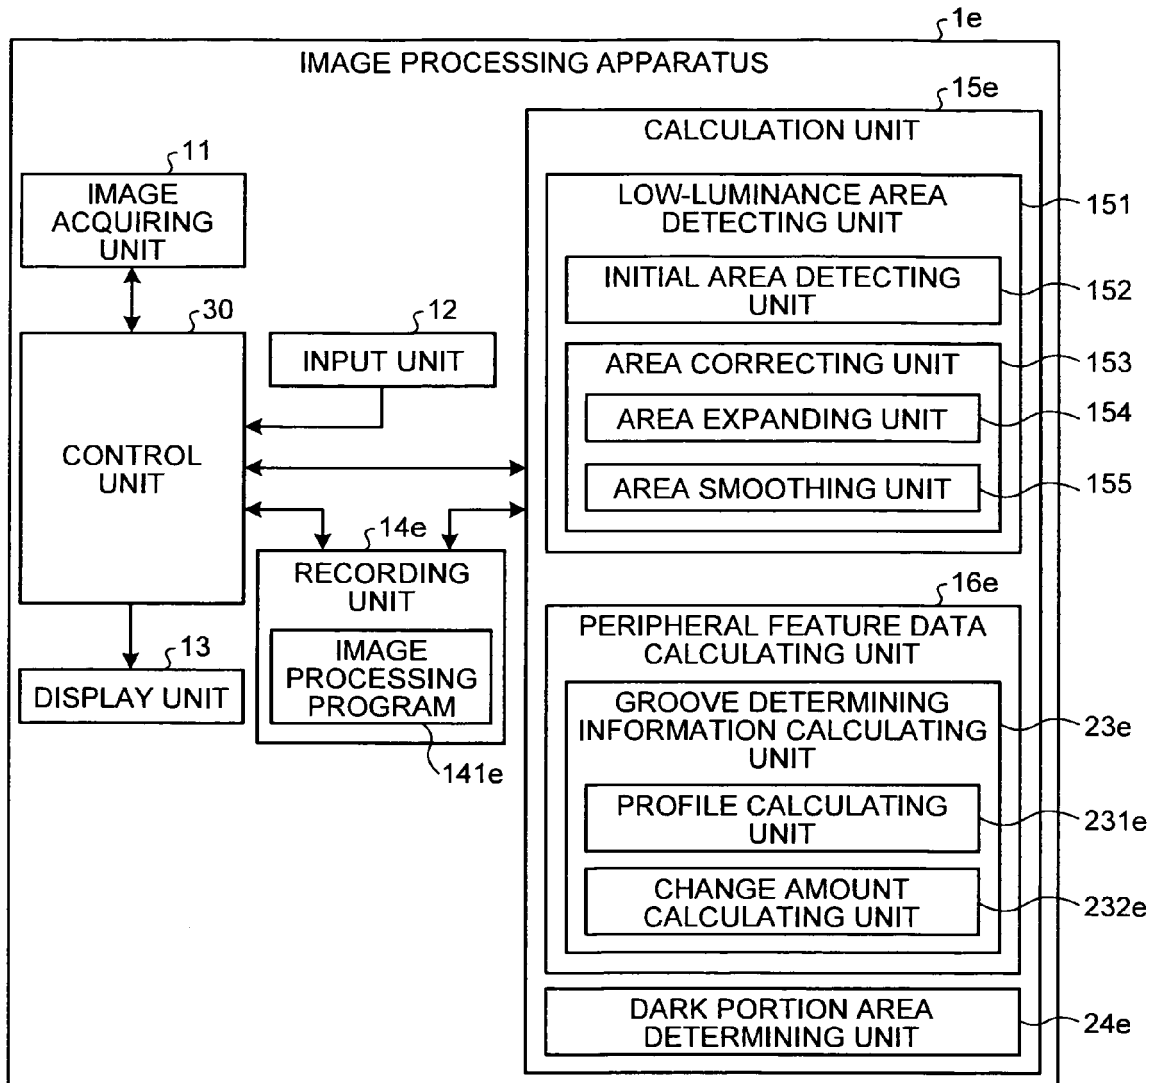 1e
IMAGE PROCESSING APPARATUS
11
IMAGE
ACQUIRING
UNIT
30
CONTROL
UNIT
12
INPUT UNIT
13
DISPLAY UNIT
14e
RECORDING
UNIT
IMAGE
PROCESSING
PROGRAM
141e
15e
CALCULATION UNIT
LOW-LUMINANCE AREA
DETECTING UNIT
151
INITIAL AREA DETECTING
UNIT
152
AREA CORRECTING UNIT
153
AREA EXPANDING UNIT
154
AREA SMOOTHING UNIT
155
16e
PERIPHERAL FEATURE DATA
CALCULATING UNIT
GROOVE DETERMINING
INFORMATION CALCULATING
UNIT
23e
PROFILE CALCULATING
UNIT
231e
CHANGE AMOUNT
CALCULATING UNIT
232e
DARK PORTION AREA
DETERMINING UNIT
24e